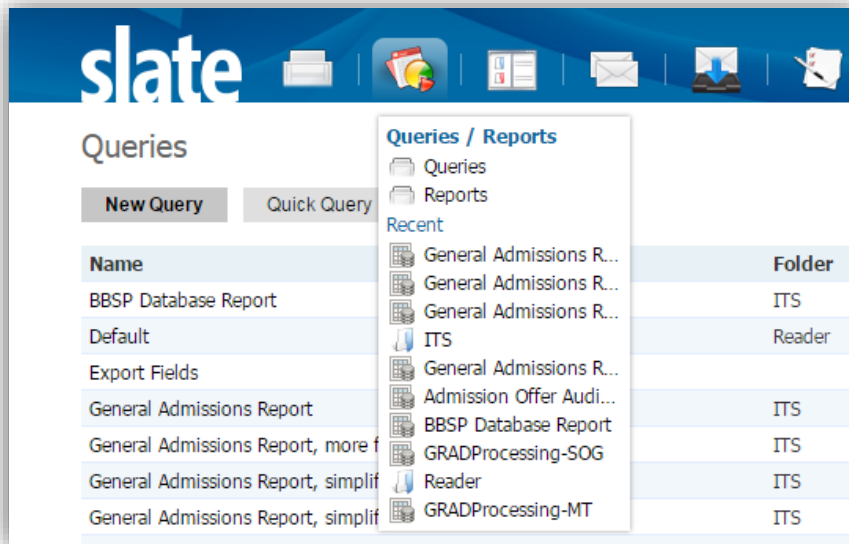 slate
Queries
New Query
Quick Query
Queries / Reports
Queries
Reports
Recent
General Admissions R...
General Admissions R...
General Admissions R...
ITS
General Admissions R...
Admission Offer Audi...
BBSP Database Report
GRADProcessing-SOG
Reader
GRADProcessing-MT
Name
Folder
BBSP Database Report
ITS
Default
Reader
Export Fields
General Admissions Report
ITS
General Admissions Report, more f
ITS
General Admissions Report, simplif
ITS
General Admissions Report, simplif
ITS